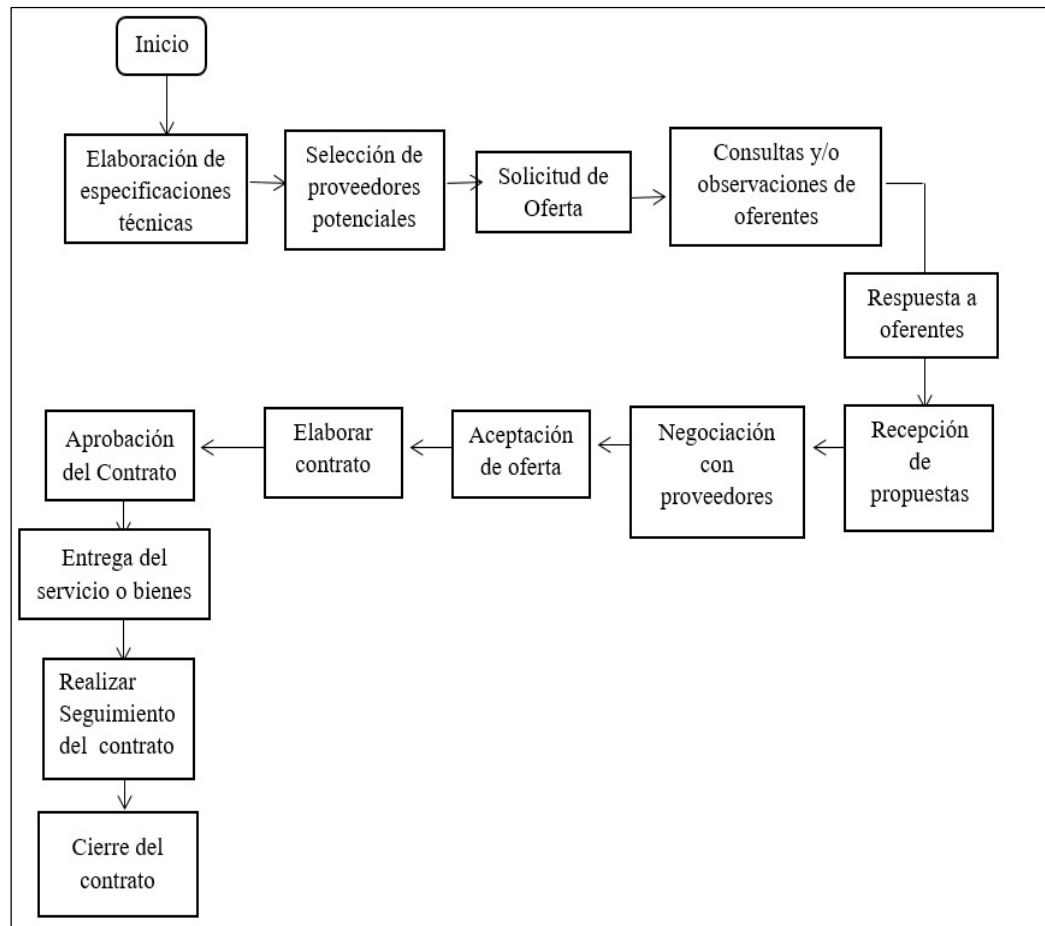 Inicio
Elaboración de
especificaciones
técnicas
Selección de
proveedores
potenciales
Solicitud de
Oferta
Consultas y/o
observaciones de
oferentes
Respuesta a
oferentes
Recepción
de
propuestas
Negociación
con
proveedores
Aceptación
de oferta
Elaborar
contrato
Aprobación
del Contrato
Entrega del
servicio o bienes
Realizar
Seguimiento
del contrato
Cierre del
contrato